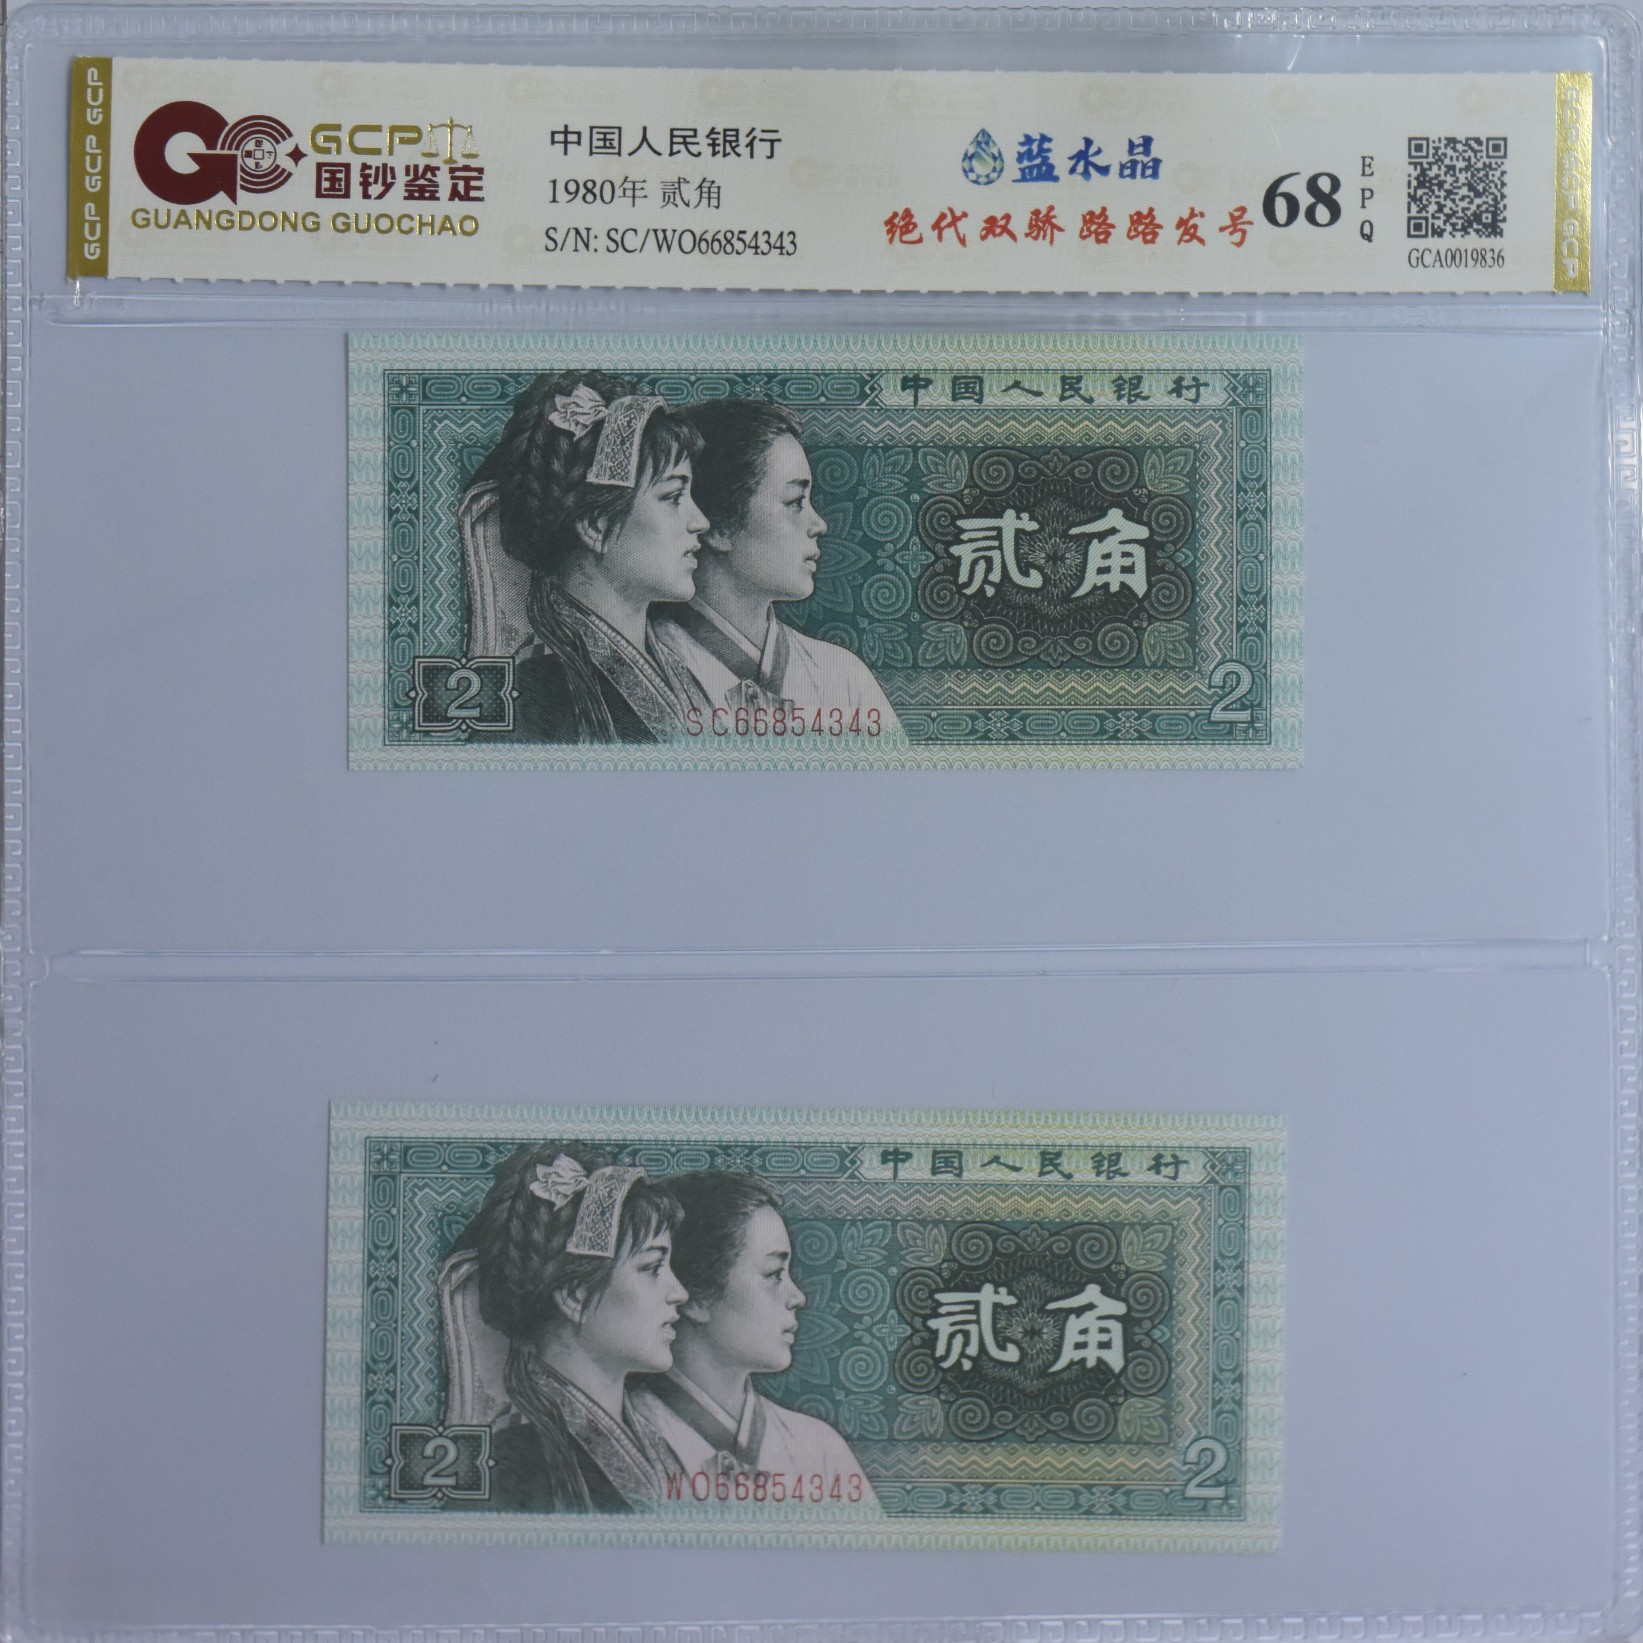 GCP GCP GCP
GCP
国钞鉴定
GUANGDONG GUOCHAO
中国人民银行
1980年 贰角
S/N: SC/WO66854343
蓝水晶
绝代双骄 路路发号
68
EPQ
GCA0019836
GCP GCP GCP
中国人民银行
贰角
2
2
SC66854343
中国人民银行
贰角
2
2
WO66854343